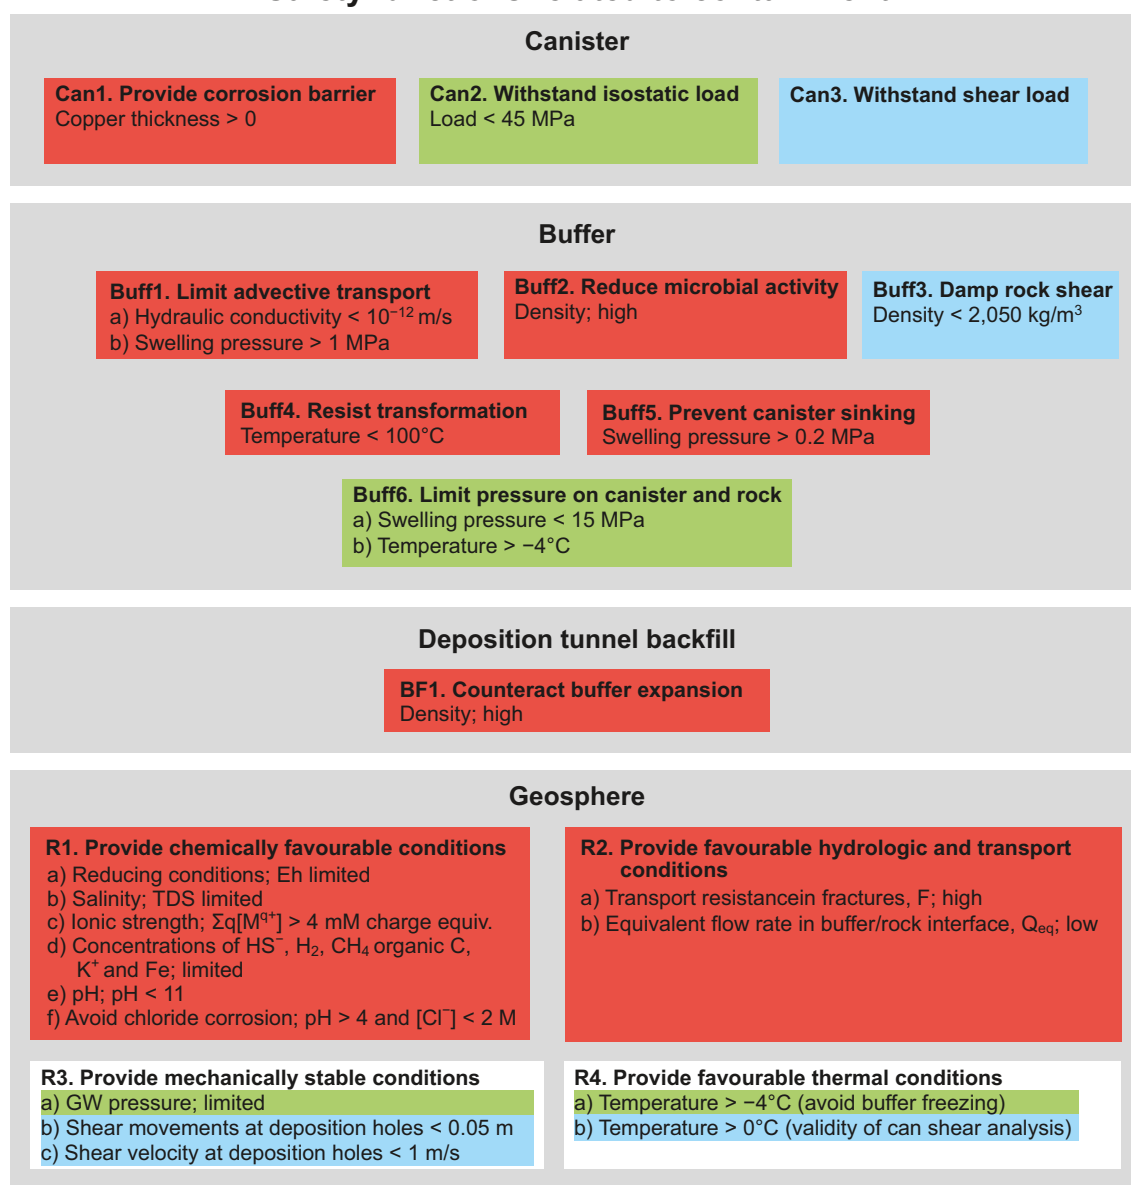 Canister
Can1. Provide corrosion barrier
Copper thickness > 0
Can2. Withstand isostatic load
Load < 45 MPa
Can3. Withstand shear load
Buffer
Buff1. Limit advective transport
a) Hydraulic conductivity < 10⁻¹² m/s
b) Swelling pressure > 1 MPa
Buff2. Reduce microbial activity
Density; high
Buff3. Damp rock shear
Density < 2,050 kg/m³
Buff4. Resist transformation
Temperature < 100°C
Buff5. Prevent canister sinking
Swelling pressure > 0.2 MPa
Buff6. Limit pressure on canister and rock
a) Swelling pressure < 15 MPa
b) Temperature > −4°C
Deposition tunnel backfill
BF1. Counteract buffer expansion
Density; high
Geosphere
R1. Provide chemically favourable conditions
a) Reducing conditions; Eh limited
b) Salinity; TDS limited
c) Ionic strength; Σq[M^q+] > 4 mM charge equiv.
d) Concentrations of HS⁻, H₂, CH₄ organic C,
K⁺ and Fe; limited
e) pH; pH < 11
f) Avoid chloride corrosion; pH > 4 and [Cl⁻] < 2 M
R2. Provide favourable hydrologic and transport
conditions
a) Transport resistancein fractures, F; high
b) Equivalent flow rate in buffer/rock interface, Q_eq; low
R3. Provide mechanically stable conditions
a) GW pressure; limited
b) Shear movements at deposition holes < 0.05 m
c) Shear velocity at deposition holes < 1 m/s
R4. Provide favourable thermal conditions
a) Temperature > −4°C (avoid buffer freezing)
b) Temperature > 0°C (validity of can shear analysis)